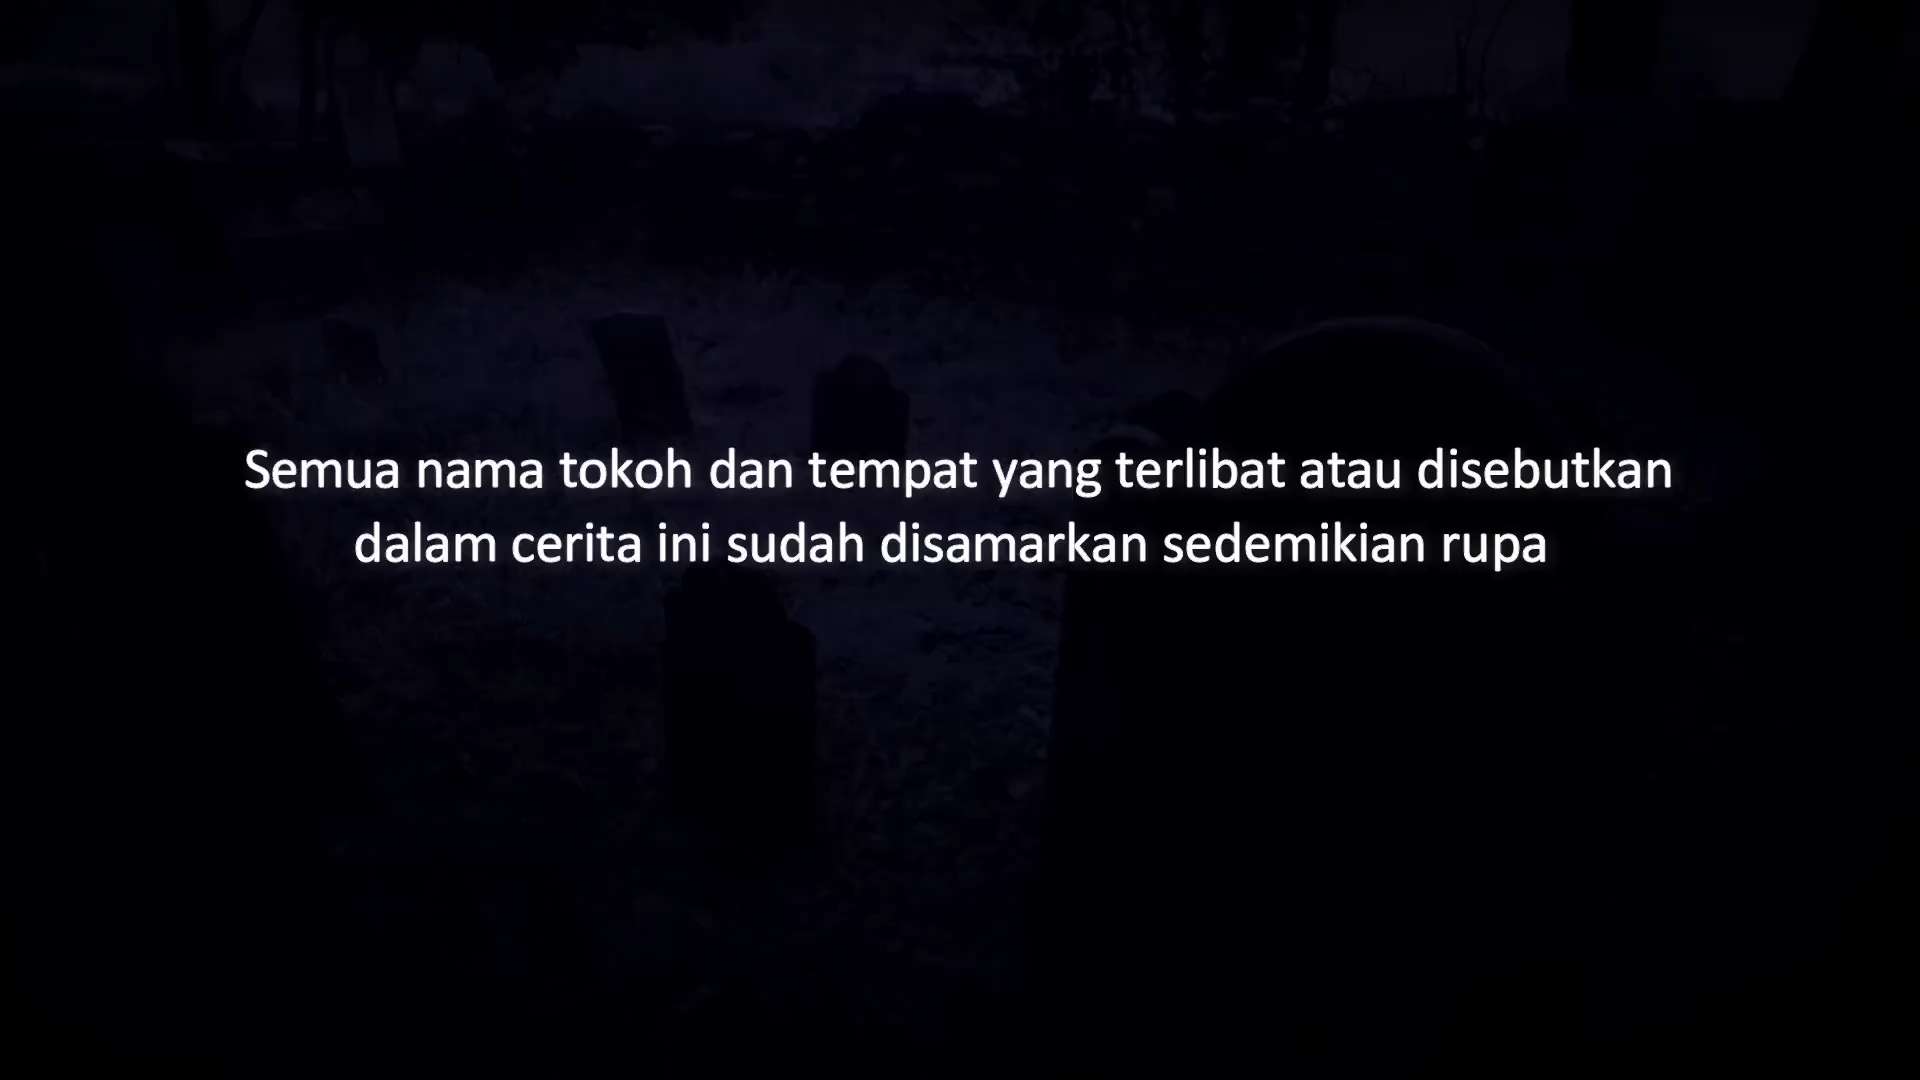 Semua nama tokoh dan tempat yang terlibat atau disebutkan
dalam cerita ini sudah disamarkan sedemikian rupa